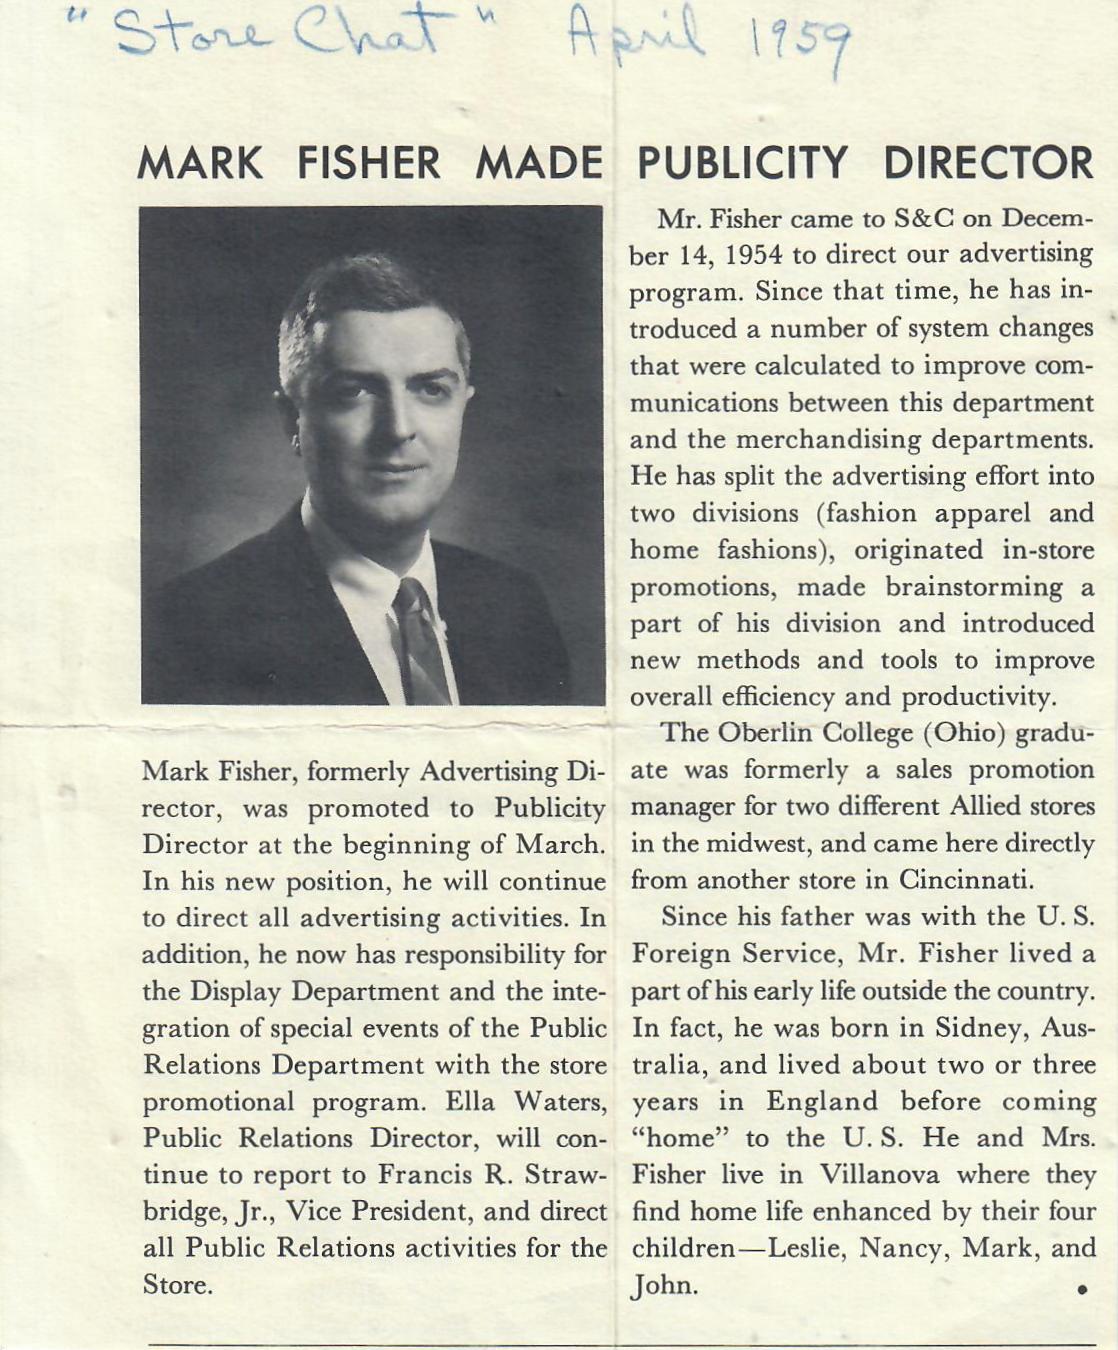 "Store Chat" April 1959
MARK FISHER MADE PUBLICITY DIRECTOR
Mark Fisher, formerly Advertising Di-
rector, was promoted to Publicity
Director at the beginning of March.
In his new position, he will continue
to direct all advertising activities. In
addition, he now has responsibility for
the Display Department and the inte-
gration of special events of the Public
Relations Department with the store
promotional program. Ella Waters,
Public Relations Director, will con-
tinue to report to Francis R. Straw-
bridge, Jr., Vice President, and direct
all Public Relations activities for the
Store.
Mr. Fisher came to S&C on Decem-
ber 14, 1954 to direct our advertising
program. Since that time, he has in-
troduced a number of system changes
that were calculated to improve com-
munications between this department
and the merchandising departments.
He has split the advertising effort into
two divisions (fashion apparel and
home fashions), originated in-store
promotions, made brainstorming a
part of his division and introduced
new methods and tools to improve
overall efficiency and productivity.
The Oberlin College (Ohio) gradu-
ate was formerly a sales promotion
manager for two different Allied stores
in the midwest, and came here directly
from another store in Cincinnati.
Since his father was with the U. S.
Foreign Service, Mr. Fisher lived a
part of his early life outside the country.
In fact, he was born in Sidney, Aus-
tralia, and lived about two or three
years in England before coming
“home” to the U. S. He and Mrs.
Fisher live in Villanova where they
find home life enhanced by their four
children—Leslie, Nancy, Mark, and
John. •